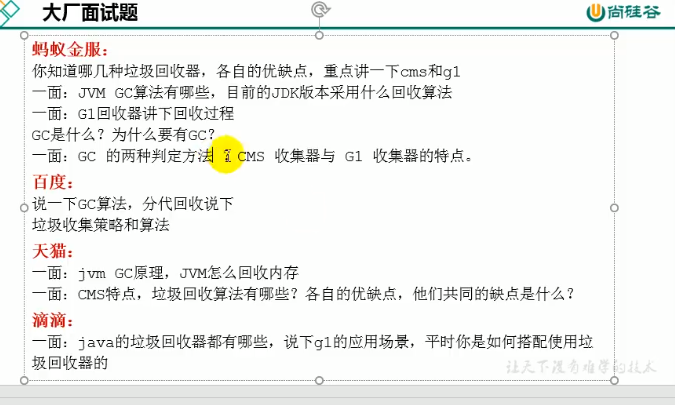 大厂面试题
尚硅谷
蚂蚁金服：
你知道哪几种垃圾回收器，各自的优缺点，重点讲一下cms和g1
一面：JVM GC算法有哪些，目前的JDK版本采用什么回收算法
一面：G1回收器讲下回收过程
GC是什么？为什么要有GC？
一面：GC 的两种判定方法？CMS 收集器与 G1 收集器的特点。
百度：
说一下GC算法，分代回收说下
垃圾收集策略和算法
天猫：
一面：jvm GC原理，JVM怎么回收内存
一面：CMS特点，垃圾回收算法有哪些？各自的优缺点，他们共同的缺点是什么？
滴滴：
一面：java的垃圾回收器都有哪些，说下g1的应用场景，平时你是如何搭配使用垃
圾回收器的
让天下没有难学的技术